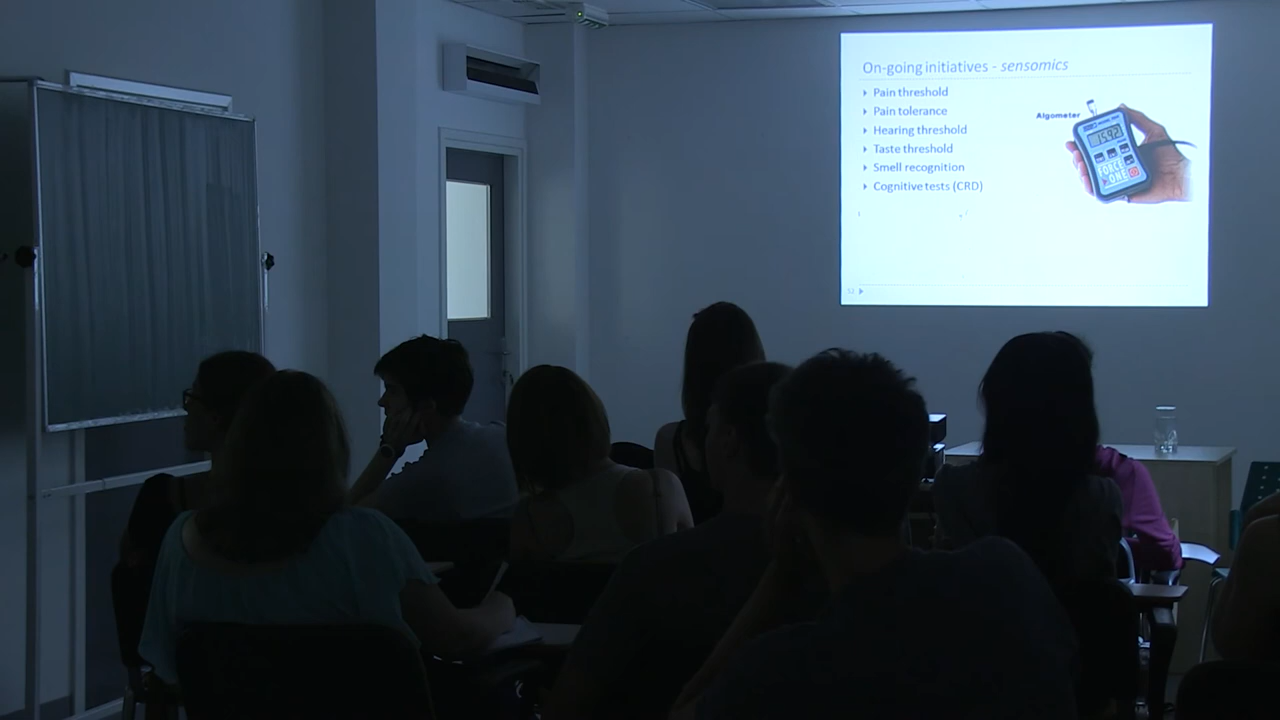 On-going initiatives - sensomics
Pain threshold
Pain tolerance
Hearing threshold
Taste threshold
Smell recognition
Cognitive tests (CRD)
Algometer
FORCE
ONE